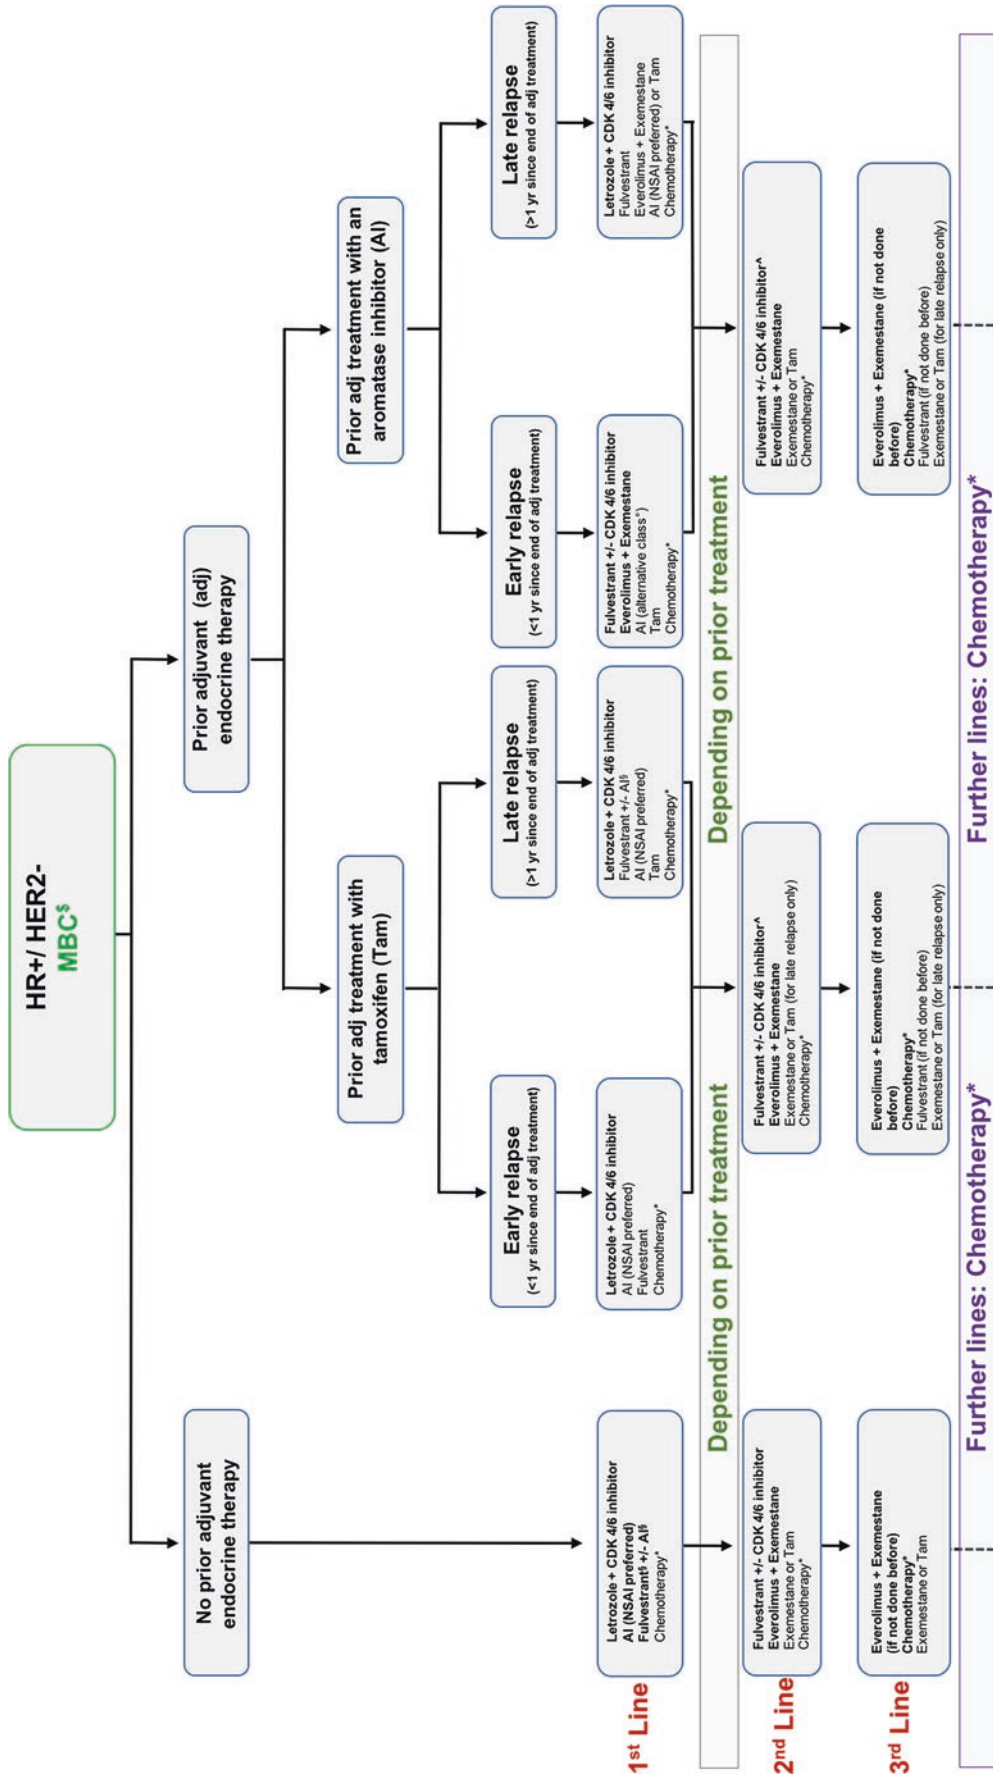 HR+/ HER2-
MBC$
No prior adjuvant
endocrine therapy
Prior adjuvant (adj)
endocrine therapy
Prior adj treatment with
tamoxifen (Tam)
Prior adj treatment with an
aromatase inhibitor (AI)
Early relapse
(<1 yr since end of adj treatment)
Late relapse
(>1 yr since end of adj treatment)
Early relapse
(<1 yr since end of adj treatment)
Late relapse
(>1 yr since end of adj treatment)
1st Line
Letrozole + CDK 4/6 inhibitor
AI (NSAI preferred)
Fulvestrant§ +/- AI§
Chemotherapy*
Letrozole + CDK 4/6 inhibitor
AI (NSAI preferred)
Fulvestrant
Chemotherapy*
Letrozole + CDK 4/6 inhibitor
Fulvestrant +/- AI§
AI (NSAI preferred)
Tam
Chemotherapy*
Fulvestrant +/- CDK 4/6 inhibitor
Everolimus + Exemestane
AI (alternative class°)
Tam
Chemotherapy*
Letrozole + CDK 4/6 inhibitor
Fulvestrant
Everolimus + Exemestane
AI (NSAI preferred) or Tam
Chemotherapy*
Depending on prior treatment
Depending on prior treatment
2nd Line
Fulvestrant +/- CDK 4/6 inhibitor
Everolimus + Exemestane
Exemestane or Tam
Chemotherapy*
Fulvestrant +/- CDK 4/6 inhibitor^
Everolimus + Exemestane
Exemestane or Tam (for late relapse only)
Chemotherapy*
Fulvestrant +/- CDK 4/6 inhibitor^
Everolimus + Exemestane
Exemestane or Tam
Chemotherapy*
3rd Line
Everolimus + Exemestane
(if not done before)
Chemotherapy*
Exemestane or Tam
Everolimus + Exemestane (if not done
before)
Chemotherapy*
Fulvestrant (if not done before)
Exemestane or Tam (for late relapse only)
Everolimus + Exemestane (if not done
before)
Chemotherapy*
Fulvestrant (if not done before)
Exemestane or Tam (for late relapse only)
Further lines: Chemotherapy*
Further lines: Chemotherapy*